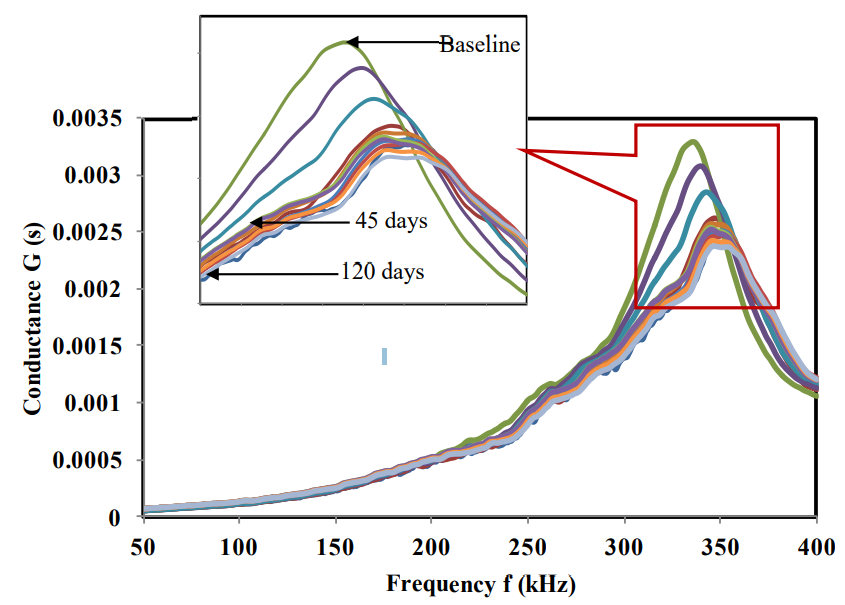 Baseline
45 days
120 days
0.0035
0.003
0.0025
0.002
0.0015
0.001
0.0005
0
Conductance G (s)
50 100 150 200 250 300 350 400
Frequency f (kHz)